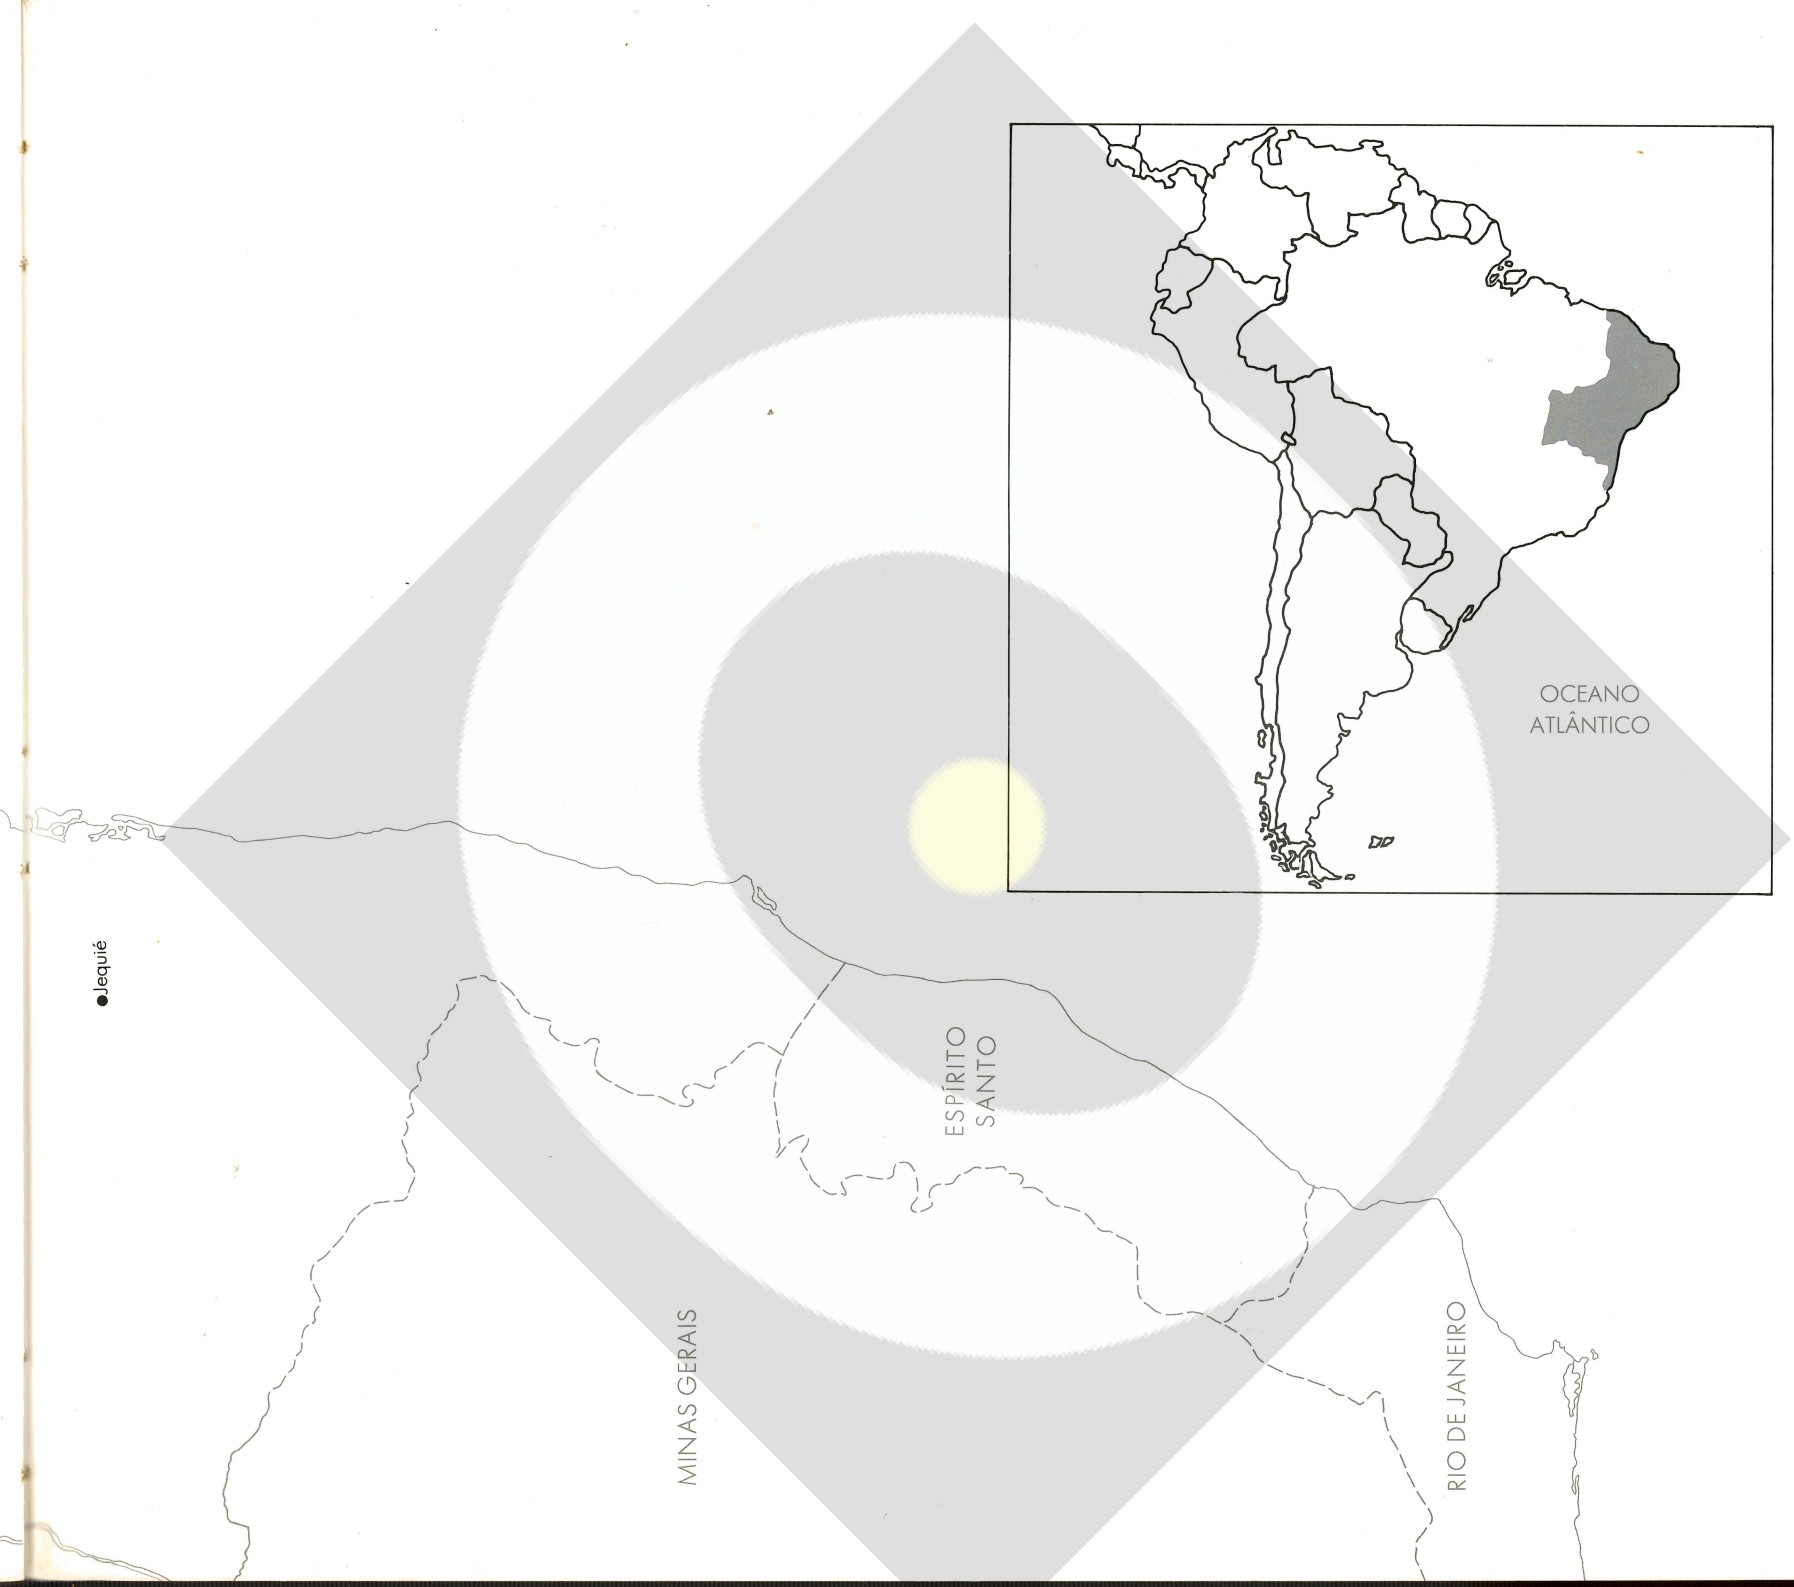 OCEANO
ATLÂNTICO
Jequié
ESPÍRITO
SANTO
MINAS GERAIS
RIO DE JANEIRO